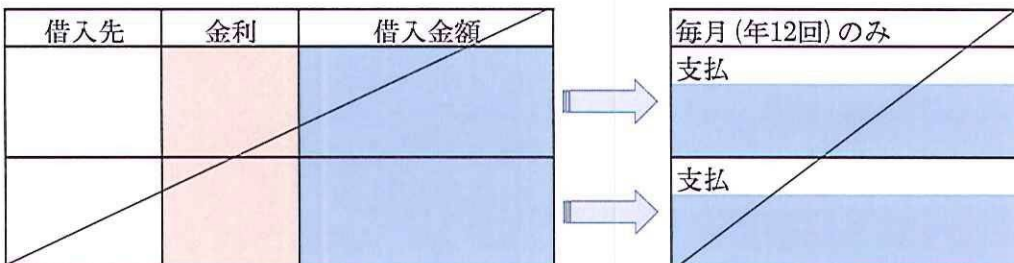 借入先 金利 借入金額
毎月(年12回)のみ
支払
支払